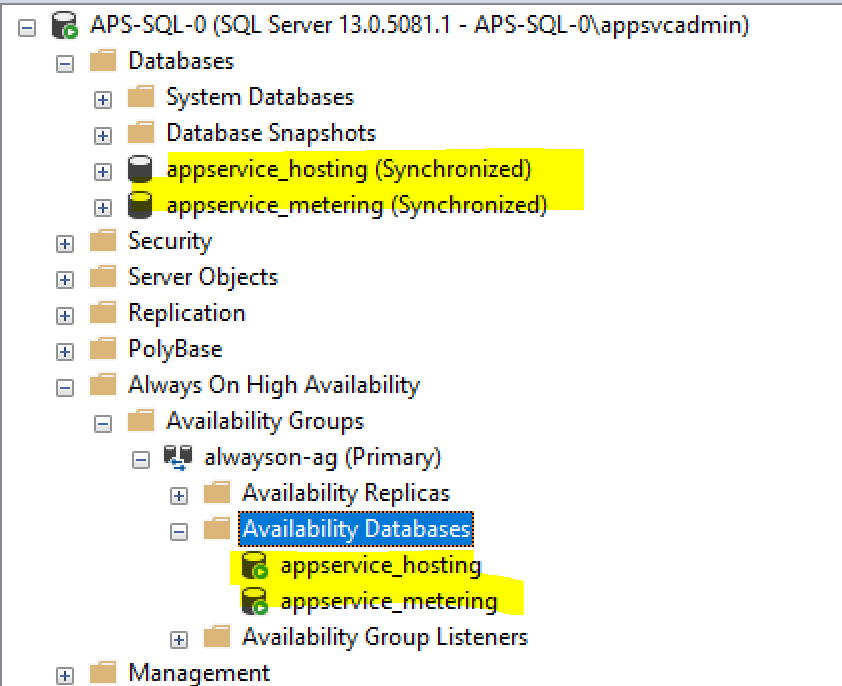 APS-SQL-0 (SQL Server 13.0.5081.1 - APS-SQL-0\appsvcadmin)
Databases
System Databases
Database Snapshots
appservice_hosting (Synchronized)
appservice_metering (Synchronized)
Security
Server Objects
Replication
PolyBase
Always On High Availability
Availability Groups
alwayson-ag (Primary)
Availability Replicas
Availability Databases
appservice_hosting
appservice_metering
Availability Group Listeners
Management